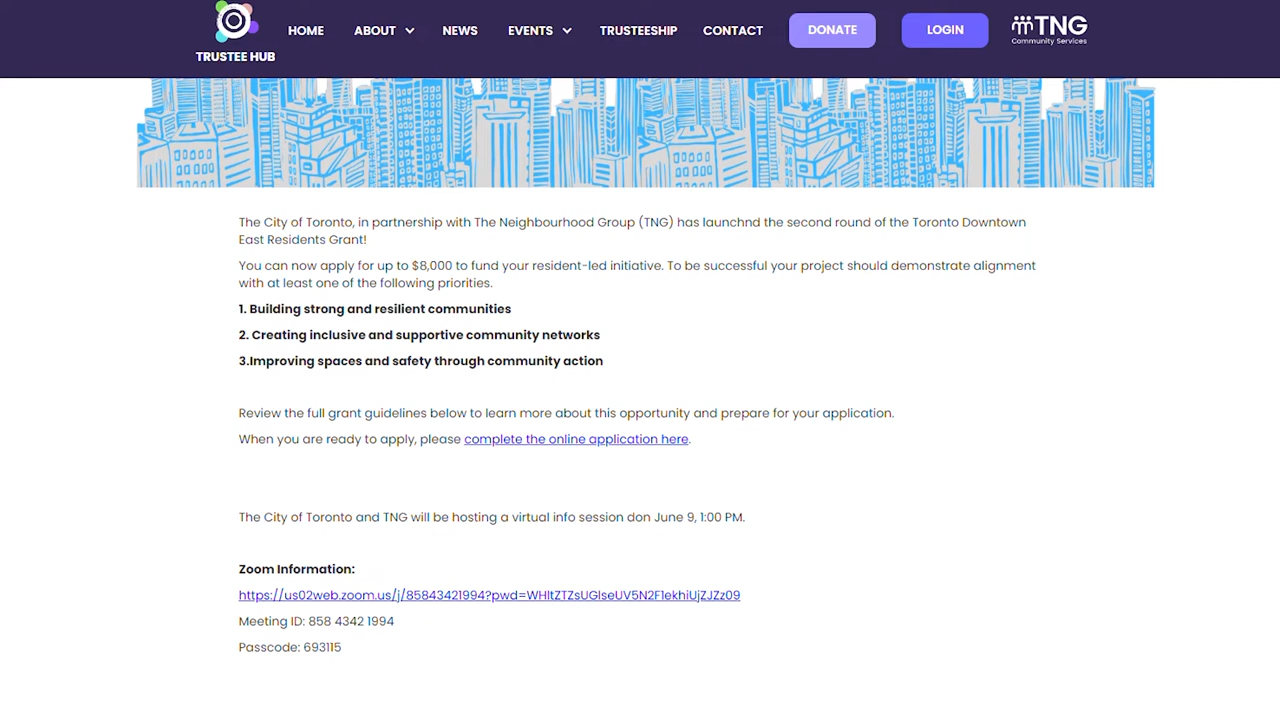 HOME ABOUT NEWS EVENTS TRUSTEESHIP CONTACT DONATE LOGIN TNG
Community Services
TRUSTEE HUB
The City of Toronto, in partnership with The Neighbourhood Group (TNG) has launchnd the second round of the Toronto Downtown
East Residents Grant!
You can now apply for up to $8,000 to fund your resident-led initiative. To be successful your project should demonstrate alignment
with at least one of the following priorities.
1. Building strong and resilient communities
2. Creating inclusive and supportive community networks
3.Improving spaces and safety through community action
Review the full grant guidelines below to learn more about this opportunity and prepare for your application.
When you are ready to apply, please complete the online application here.
The City of Toronto and TNG will be hosting a virtual info session don June 9, 1:00 PM.
Zoom Information:
https://us02web.zoom.us/j/85843421994?pwd=WHltZTZsUGlseUV5N2F1ekhiUjZJZz09
Meeting ID: 858 4342 1994
Passcode: 693115